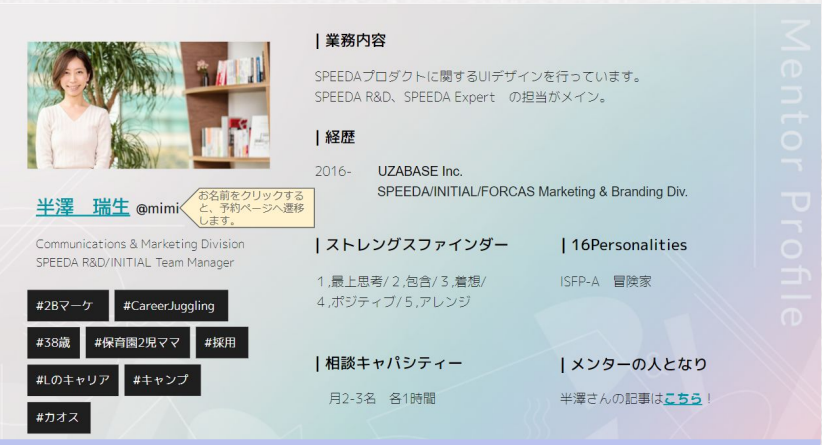 Mentor Profile
半澤　瑞生 @mimi
お名前をクリックする
と、予約ページへ遷移
します。
Communications & Marketing Division
SPEEDA R&D/INITIAL Team Manager
#2Bマーケ #CareerJuggling
#38歳 #保育園2児ママ #採用
#Lのキャリア #キャンプ
#カオス
| 業務内容
SPEEDAプロダクトに関するUIデザインを行っています。
SPEEDA R&D、SPEEDA Expert　の担当がメイン。
| 経歴
2016- UZABASE Inc.
SPEEDA/INITIAL/FORCAS Marketing & Branding Div.
| ストレングスファインダー
1,最上思考/ 2,包含/ 3,着想/
4,ポジティブ/ 5,アレンジ
| 16Personalities
ISFP-A　冒険家
| 相談キャパシティー
月2-3名　各1時間
| メンターの人となり
半澤さんの記事はこちら！